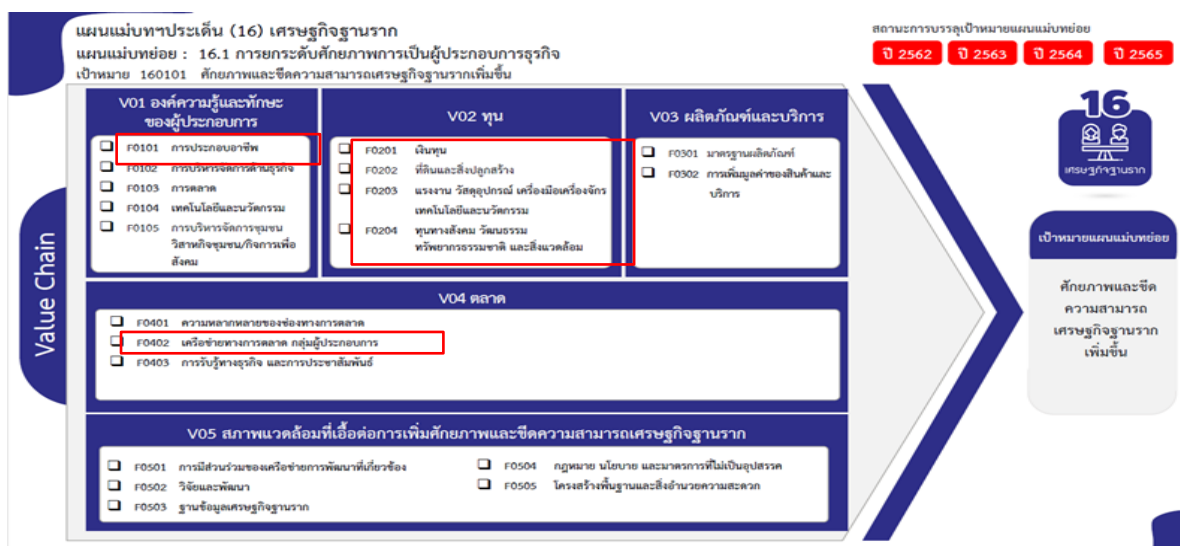 แผนแม่บทฯประเด็น (16) เศรษฐกิจฐานราก
แผนแม่บทย่อย : 16.1 การยกระดับศักยภาพการเป็นผู้ประกอบการธุรกิจ
เป้าหมาย 160101 ศักยภาพและขีดความสามารถเศรษฐกิจฐานรากเพิ่มขึ้น
สถานะการบรรลุเป้าหมายแผนแม่บทย่อย
ปี 2562 ปี 2563 ปี 2564 ปี 2565
Value Chain
V01 องค์ความรู้และทักษะ
ของผู้ประกอบการ
F0101 การประกอบอาชีพ
F0102 การบริหารจัดการด้านธุรกิจ
F0103 การตลาด
F0104 เทคโนโลยีและนวัตกรรม
F0105 การบริหารจัดการชุมชน
วิสาหกิจชุมชน/กิจการเพื่อ
สังคม
V02 ทุน
F0201 เงินทุน
F0202 ที่ดินและสิ่งปลูกสร้าง
F0203 แรงงาน วัสดุอุปกรณ์ เครื่องมือเครื่องจักร
เทคโนโลยีและนวัตกรรม
F0204 ทุนทางสังคม วัฒนธรรม
ทรัพยากรธรรมชาติ และสิ่งแวดล้อม
V03 ผลิตภัณฑ์และบริการ
F0301 มาตรฐานผลิตภัณฑ์
F0302 การเพิ่มมูลค่าของสินค้าและ
บริการ
V04 ตลาด
F0401 ความหลากหลายของช่องทางการตลาด
F0402 เครือข่ายทางการตลาด กลุ่มผู้ประกอบการ
F0403 การรับรู้ทางธุรกิจ และการประชาสัมพันธ์
V05 สภาพแวดล้อมที่เอื้อต่อการเพิ่มศักยภาพและขีดความสามารถเศรษฐกิจฐานราก
F0501 การมีส่วนร่วมของเครือข่ายการพัฒนาที่เกี่ยวข้อง
F0502 วิจัยและพัฒนา
F0503 ฐานข้อมูลเศรษฐกิจฐานราก
F0504 กฎหมาย นโยบาย และมาตรการที่ไม่เป็นอุปสรรค
F0505 โครงสร้างพื้นฐานและสิ่งอำนวยความสะดวก
16
เศรษฐกิจฐานราก
เป้าหมายแผนแม่บทย่อย
ศักยภาพและขีด
ความสามารถ
เศรษฐกิจฐานราก
เพิ่มขึ้น